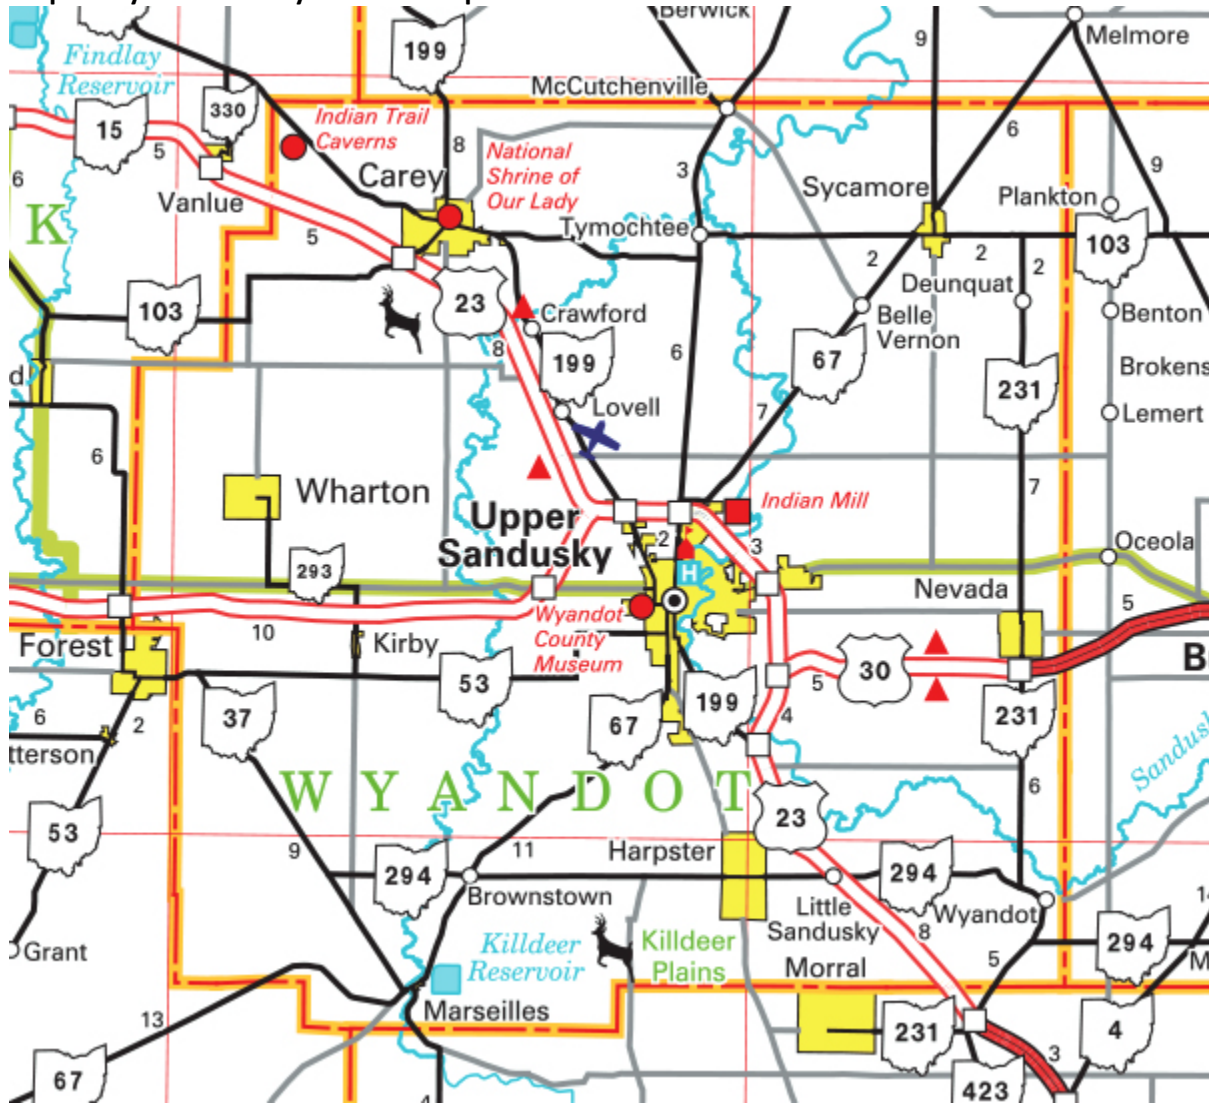 Berwick
9
Melmore
Findlay
Reservoir
199
McCutchenville
330
15
Indian Trail
Caverns
5
8
6
National
Shrine of
Our Lady
3
9
6
Carey
Sycamore
Plankton
Vanlue
K
5
Tymochtee
103
2
2
2
Deunquat
103
23
Crawford
Belle
Vernon
Benton
8
199
6
67
231
Brokens
d
Lovell
7
Lemert
6
Wharton
7
Upper
Sandusky
Indian Mill
2
3
Oceola
293
H
Nevada
5
Wyandot
County
Museum
10
Forest
Kirby
B
53
5
30
6
2
37
67
199
4
231
tterson
Sandusk
WYANDOT
6
53
23
9
11
Harpster
294
294
Brownstown
14
Little
Sandusky
Wyandot
8
Grant
Killdeer
Reservoir
Killdeer
Plains
294
M
5
Morral
Marseilles
13
231
4
3
67
423
4